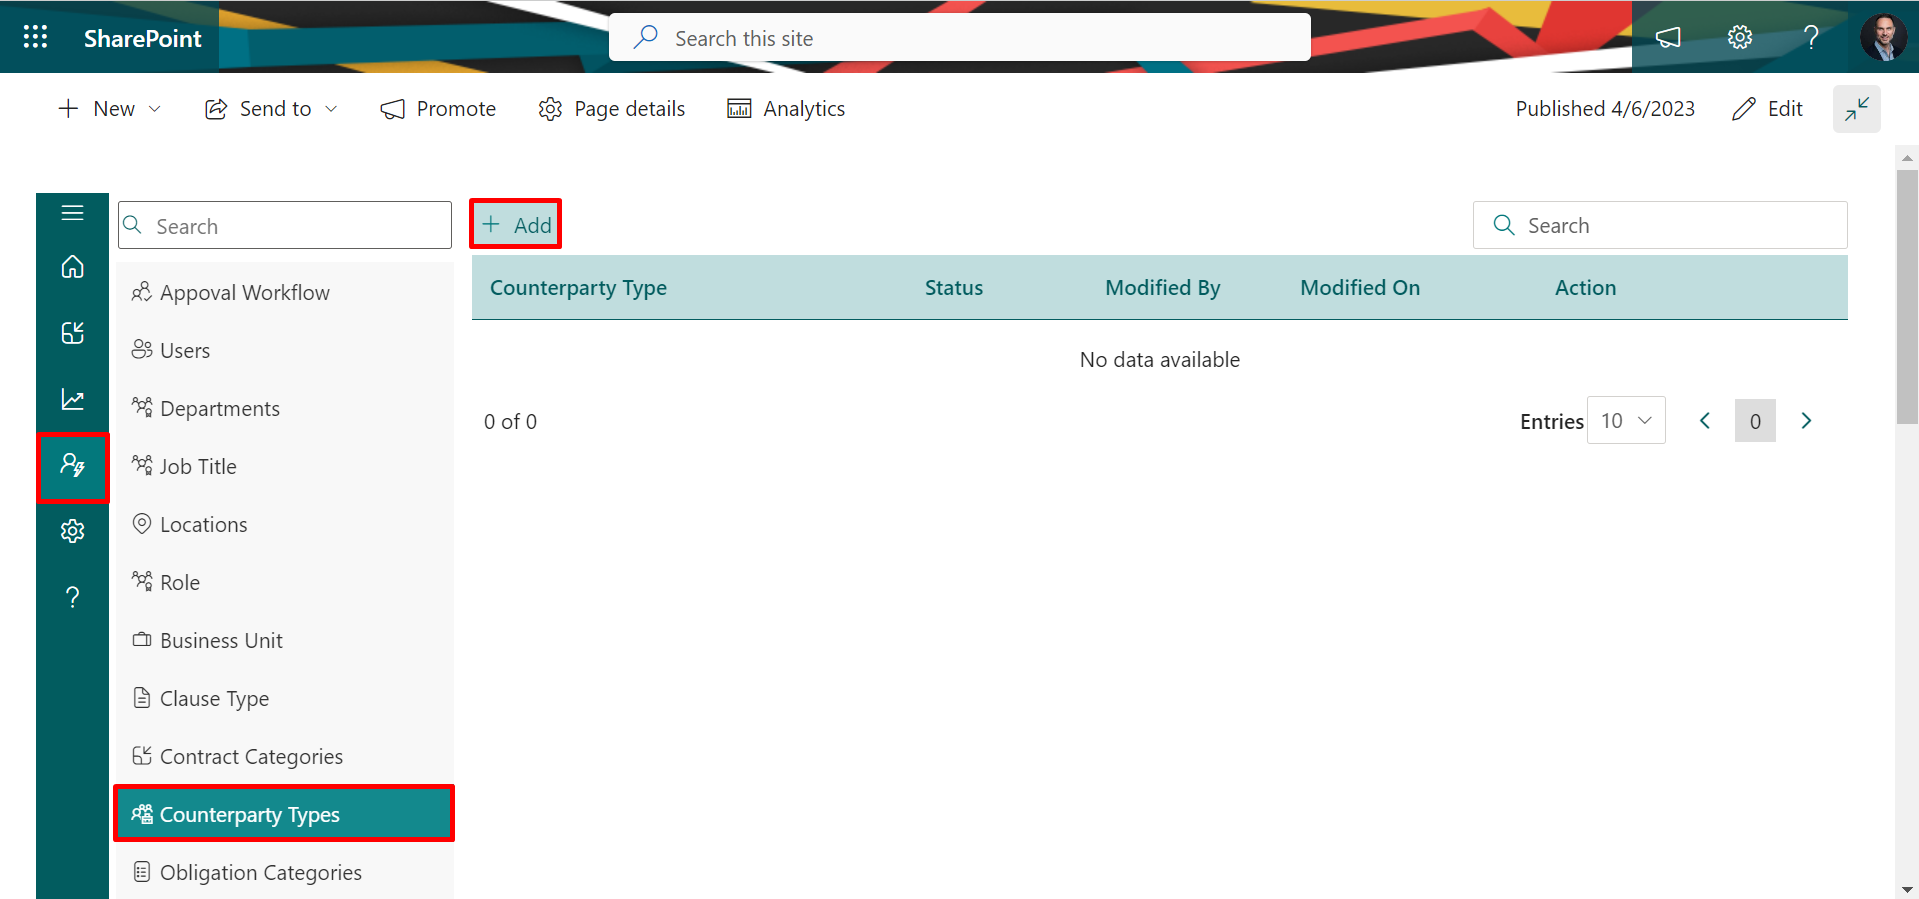 SharePoint
Search this site
New
Send to
Promote
Page details
Analytics
Published 4/6/2023
Edit
Search
Add
Search
Appoval Workflow
Users
Departments
Job Title
Locations
Role
Business Unit
Clause Type
Contract Categories
Counterparty Types
Obligation Categories
Counterparty Type Status Modified By Modified On Action
No data available
0 of 0
Entries 10 0